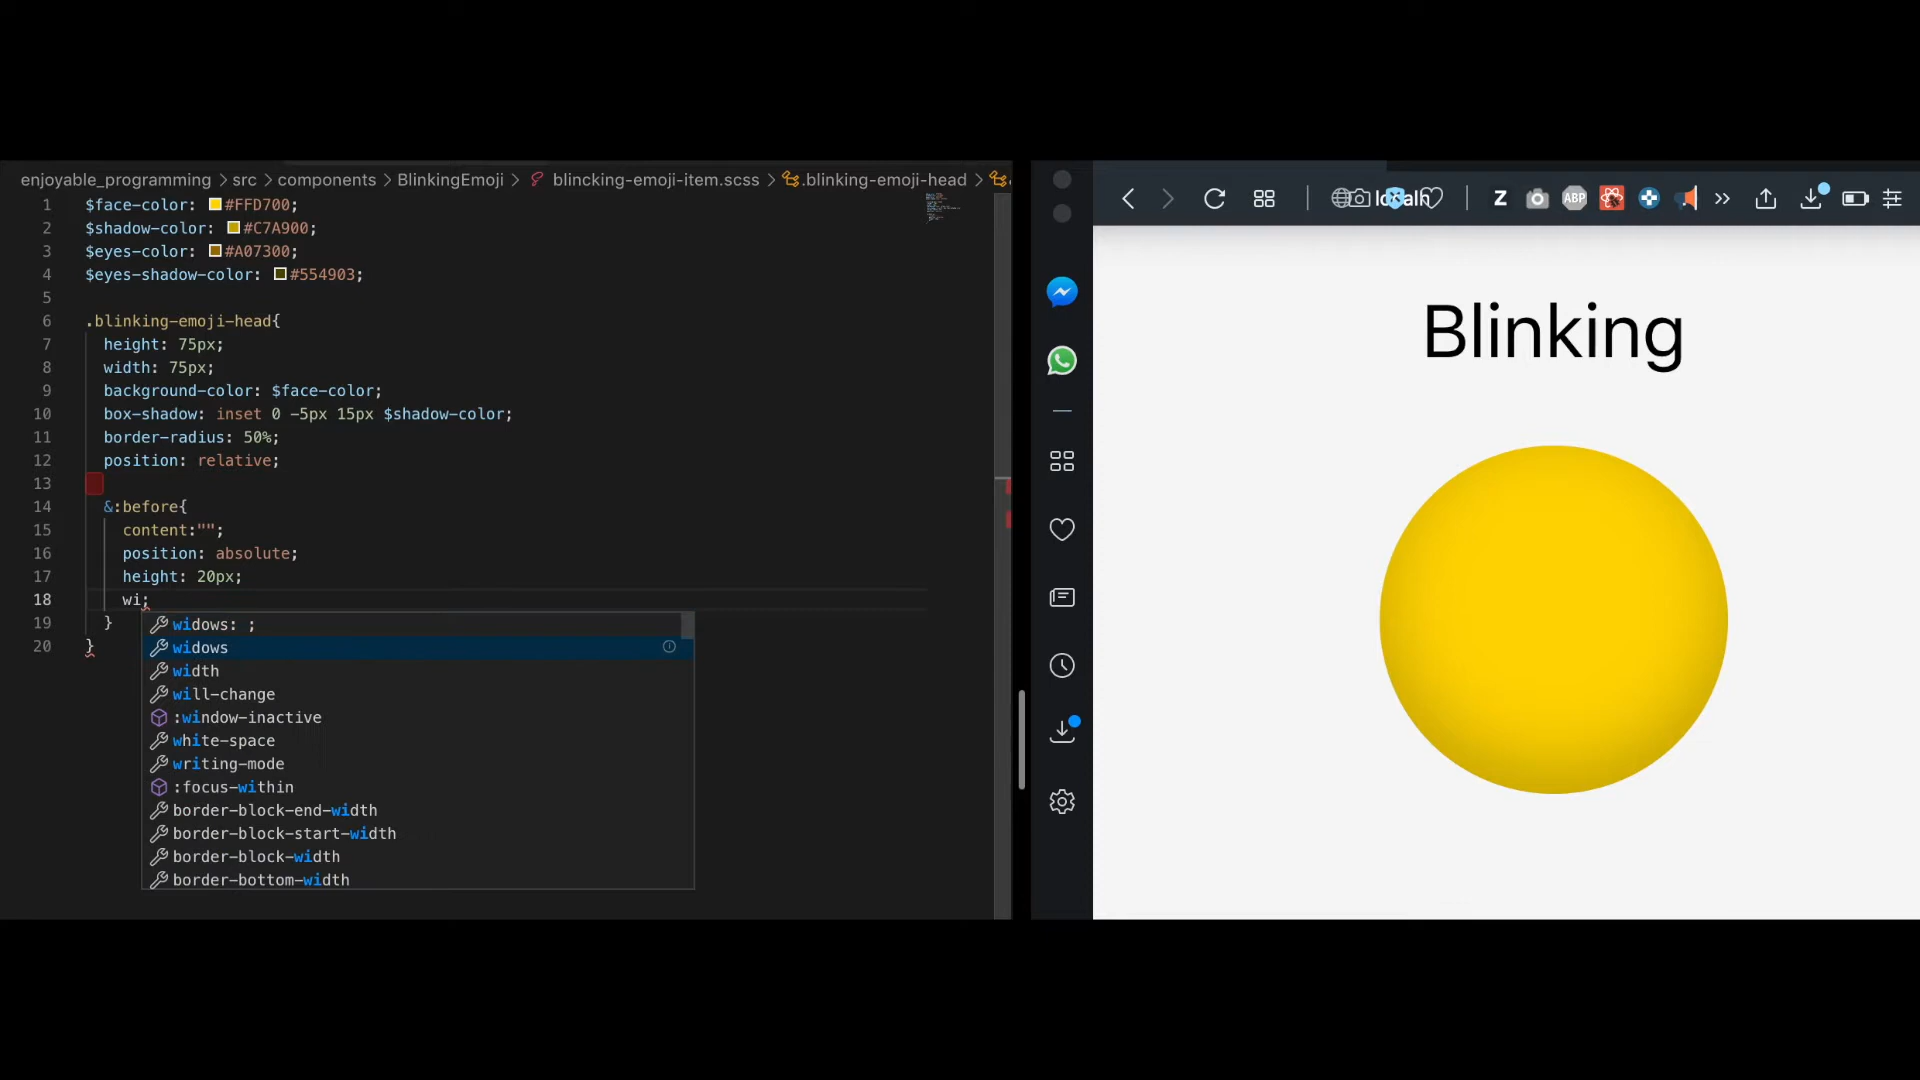 enjoyable_programming > src > components > BlinkingEmoji > blincking-emoji-item.scss > .blinking-emoji-head >
1 $face-color: #FFD700;
2 $shadow-color: #C7A900;
3 $eyes-color: #A07300;
4 $eyes-shadow-color: #554903;
5
6 .blinking-emoji-head{
7 height: 75px;
8 width: 75px;
9 background-color: $face-color;
10 box-shadow: inset 0 -5px 15px $shadow-color;
11 border-radius: 50%;
12 position: relative;
13
14 &:before{
15 content:"";
16 position: absolute;
17 height: 20px;
18 wi;
19 }
20 }
widows: ;
widows
width
will-change
:window-inactive
white-space
writing-mode
:focus-within
border-block-end-width
border-block-start-width
border-block-width
border-bottom-width
localh
Z
ABP
Blinking